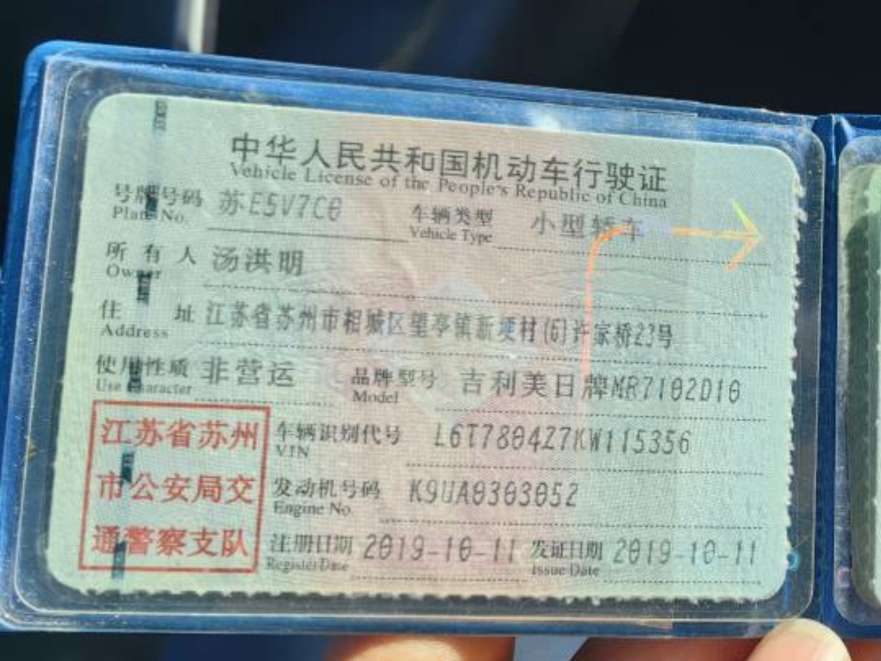 中华人民共和国机动车行驶证
Vehicle License of the People's Republic of China
号牌号码 苏E5V7C0 车辆类型 小型轿车
Plate No. Vehicle Type
所有人 汤洪明
Owner
住址 江苏省苏州市相城区望亭镇新埂村(6)许家桥23号
Address
使用性质 非营运 品牌型号 吉利美日牌MR7102D10
Use Character Model
江苏省苏州
市公安局交
通警察支队
车辆识别代号 L6T7804Z7KW115356
VIN
发动机号码 K9UA0303052
Engine No.
注册日期 2019-10-11 发证日期 2019-10-11
Register Date Issue Date